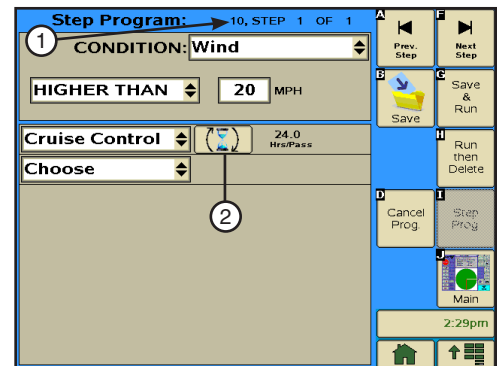 Step Program: 10, STEP 1 OF 1
1
CONDITION: Wind
HIGHER THAN 20 MPH
Cruise Control 24.0
Hrs/Pass
Choose
2
A
Prev.
Step
F
Next
Step
B
Save
G
Save
&
Run
H
Run
then
Delete
D
Cancel
Prog.
I
Step
Prog
J
Main
2:29pm